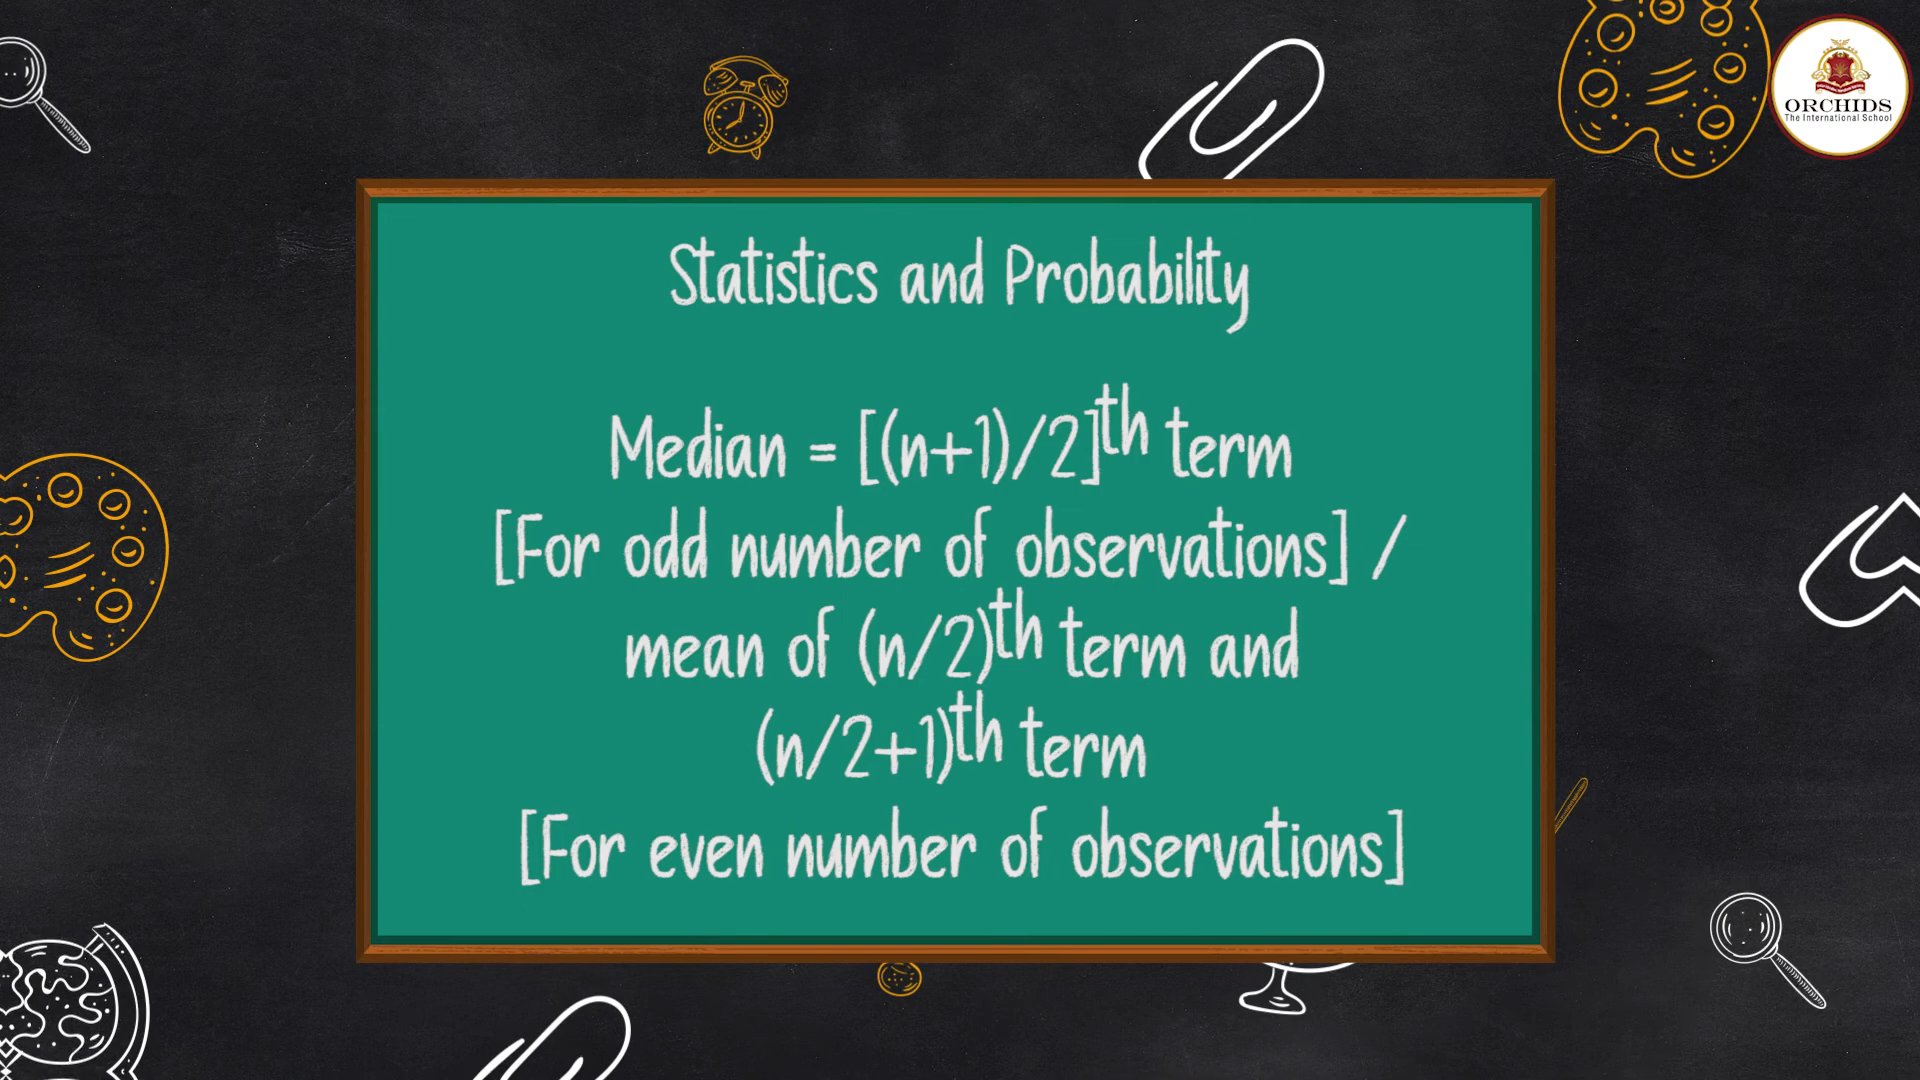 ORCHIDS
The International School
Statistics and Probability
Median = [(n+1)/2]th term
[For odd number of observations] /
mean of (n/2)th term and
(n/2+1)th term
[For even number of observations]